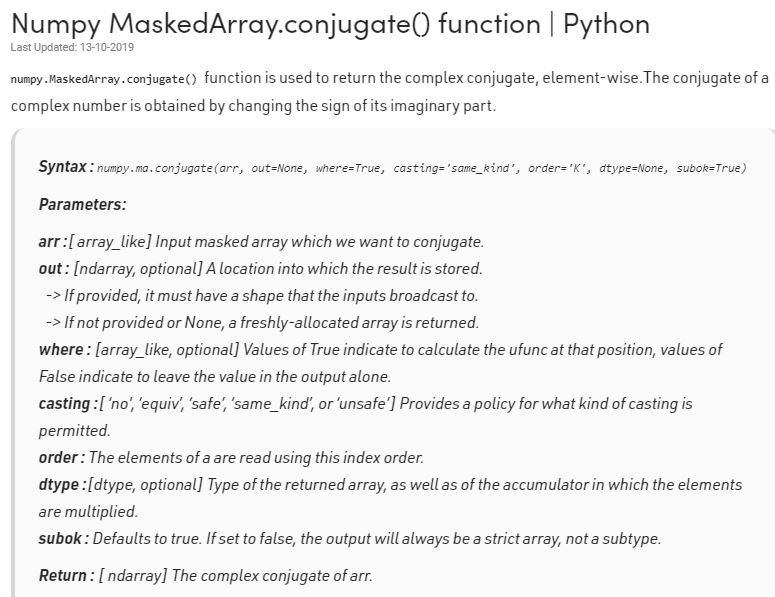 Numpy MaskedArray.conjugate() function | Python
Last Updated: 13-10-2019
numpy.MaskedArray.conjugate() function is used to return the complex conjugate, element-wise.The conjugate of a
complex number is obtained by changing the sign of its imaginary part.
Syntax : numpy.ma.conjugate(arr, out=None, where=True, casting='same_kind', order='K', dtype=None, subok=True)
Parameters:
arr :[ array_like] Input masked array which we want to conjugate.
out : [ndarray, optional] A location into which the result is stored.
-> If provided, it must have a shape that the inputs broadcast to.
-> If not provided or None, a freshly-allocated array is returned.
where : [array_like, optional] Values of True indicate to calculate the ufunc at that position, values of
False indicate to leave the value in the output alone.
casting :[ ‘no’, ‘equiv’, ‘safe’, ‘same_kind’, or ‘unsafe’] Provides a policy for what kind of casting is
permitted.
order : The elements of a are read using this index order.
dtype :[dtype, optional] Type of the returned array, as well as of the accumulator in which the elements
are multiplied.
subok : Defaults to true. If set to false, the output will always be a strict array, not a subtype.
Return : [ ndarray] The complex conjugate of arr.